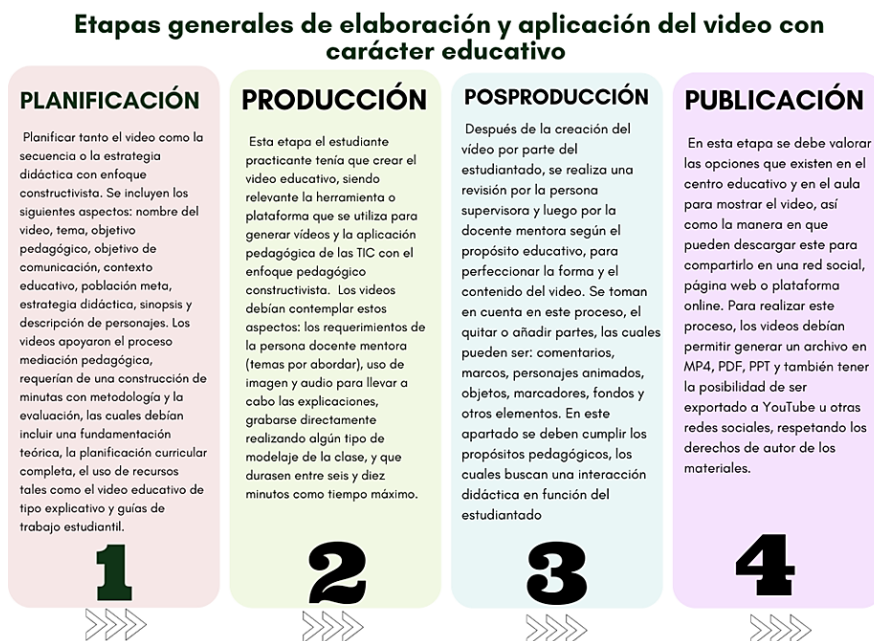 Etapas generales de elaboración y aplicación del video con
carácter educativo
PLANIFICACIÓN
Planificar tanto el video como la
secuencia o la estrategia
didáctica con enfoque
constructivista. Se incluyen los
siguientes aspectos: nombre del
video, tema, objetivo
pedagógico, objetivo de
comunicación, contexto
educativo, población meta,
estrategia didáctica, sinopsis y
descripción de personajes. Los
videos apoyaron el proceso
mediación pedagógica,
requerían de una construcción de
minutas con metodología y la
evaluación, las cuales debían
incluir una fundamentación
teórica, la planificación curricular
completa, el uso de recursos
tales como el video educativo de
tipo explicativo y guías de
trabajo estudiantil.
1
PRODUCCIÓN
Esta etapa el estudiante
practicante tenía que crear el
video educativo, siendo
relevante la herramienta o
plataforma que se utiliza para
generar vídeos y la aplicación
pedagógica de las TIC con el
enfoque pedagógico
constructivista. Los videos
debían contemplar estos
aspectos: los requerimientos de
la persona docente mentora
(temas por abordar), uso de
imagen y audio para llevar a
cabo las explicaciones,
grabarse directamente
realizando algún tipo de
modelaje de la clase, y que
durasen entre seis y diez
minutos como tiempo máximo.
2
POSPRODUCCIÓN
Después de la creación del
vídeo por parte del
estudiantado, se realiza una
revisión por la persona
supervisora y luego por la
docente mentora según el
propósito educativo, para
perfeccionar la forma y el
contenido del video. Se toman
en cuenta en este proceso, el
quitar o añadir partes, las cuales
pueden ser: comentarios,
marcos, personajes animados,
objetos, marcadores, fondos y
otros elementos. En este
apartado se deben cumplir los
propósitos pedagógicos, los
cuales buscan una interacción
didáctica en función del
estudiantado
3
PUBLICACIÓN
En esta etapa se debe valorar
las opciones que existen en el
centro educativo y en el aula
para mostrar el video, así
como la manera en que
pueden descargar este para
compartirlo en una red social,
página web o plataforma
online. Para realizar este
proceso, los videos debían
permitir generar un archivo en
MP4, PDF, PPT y también tener
la posibilidad de ser
exportado a YouTube u otras
redes sociales, respetando los
derechos de autor de los
materiales.
4